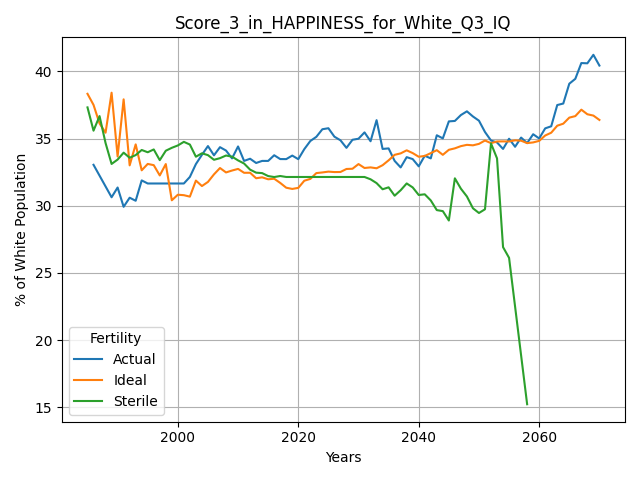 Score_3_in_HAPPINESS_for_White_Q3_IQ
% of White Population
40
35
30
25
20
15
Fertility
Actual
Ideal
Sterile
2000 2020 2040 2060
Years